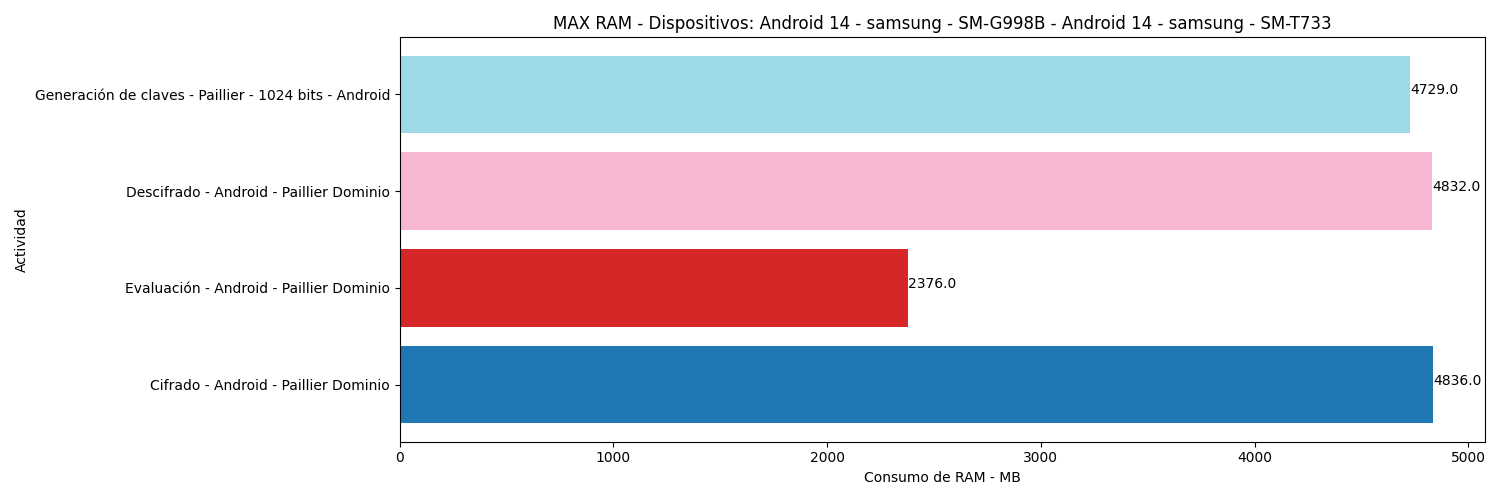 MAX RAM - Dispositivos: Android 14 - samsung - SM-G998B - Android 14 - samsung - SM-T733
Generación de claves - Paillier - 1024 bits - Android
4729.0
Descifrado - Android - Paillier Dominio
4832.0
Actividad
Evaluación - Android - Paillier Dominio
2376.0
Cifrado - Android - Paillier Dominio
4836.0
0 1000 2000 3000 4000 5000
Consumo de RAM - MB